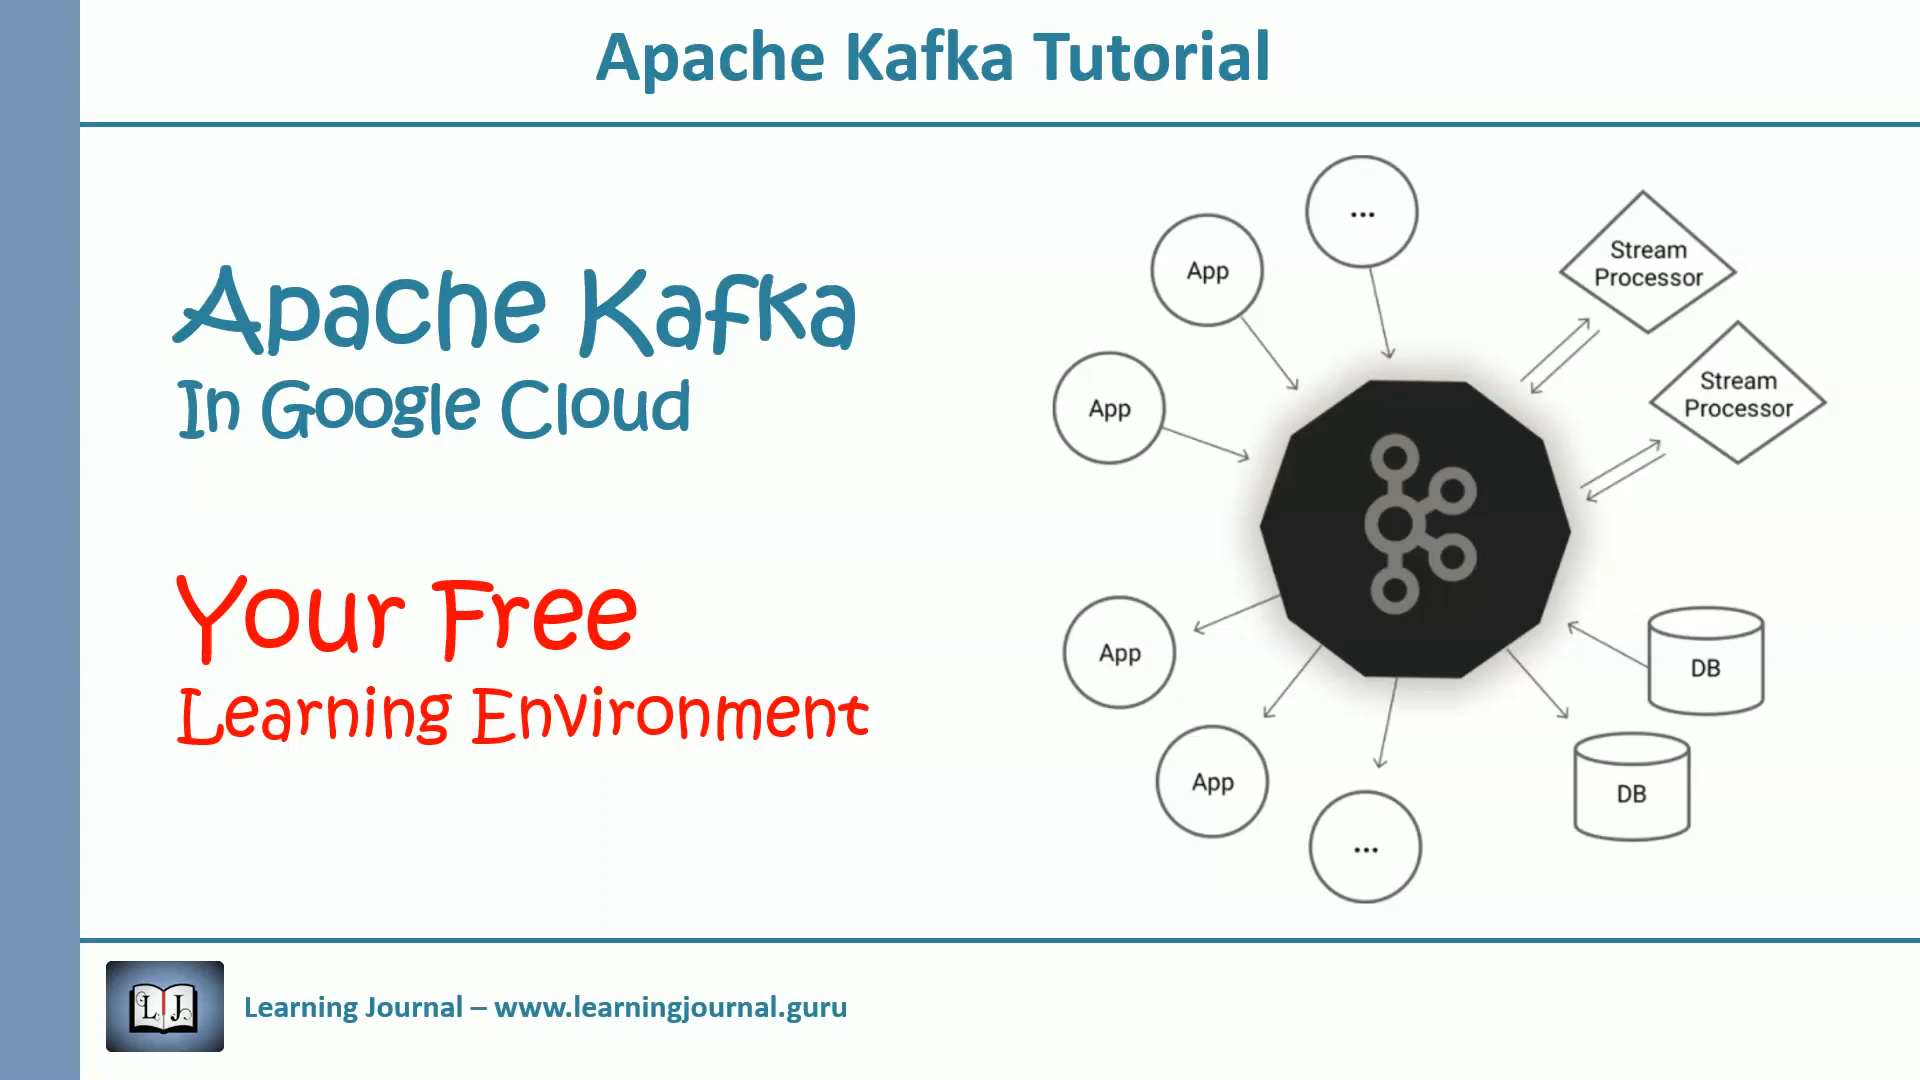 Apache Kafka Tutorial
Apache Kafka
In Google Cloud
Your Free
Learning Environment
...
App
App
Stream
Processor
Stream
Processor
App
App
...
DB
DB
LJ
Learning Journal – www.learningjournal.guru